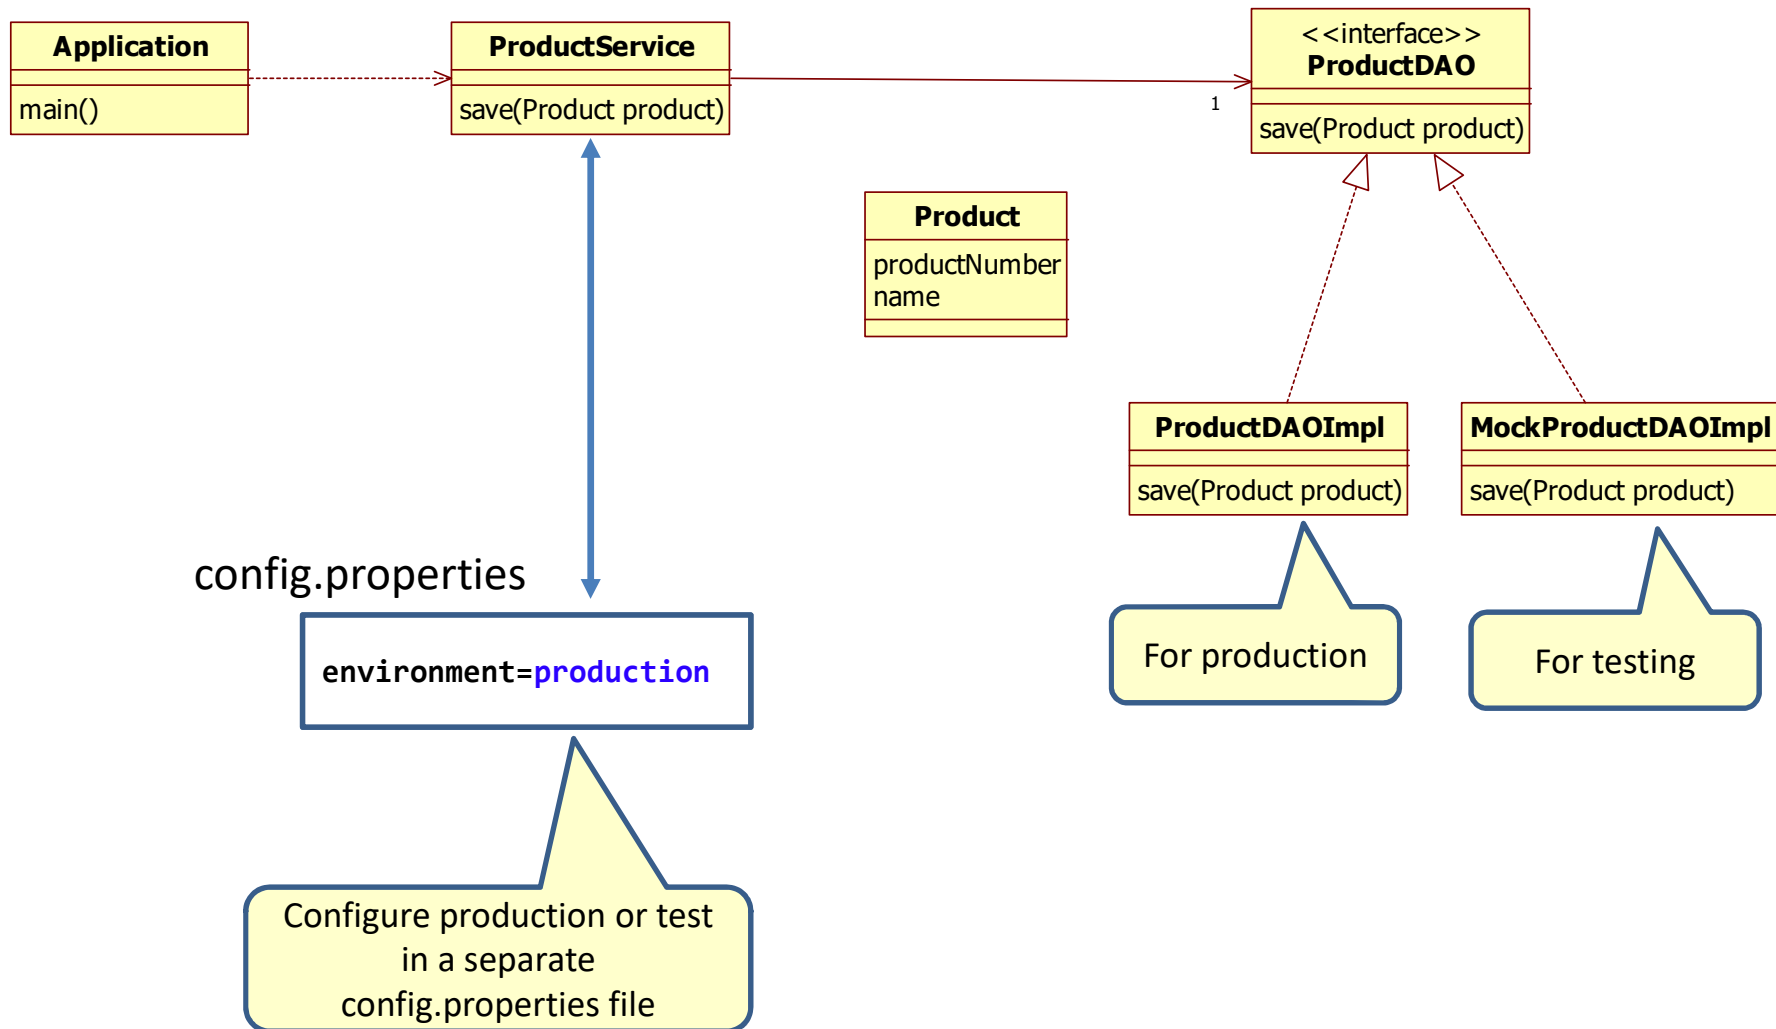 Application
main()
ProductService
save(Product product)
<<interface>>
ProductDAO
save(Product product)
1
Product
productNumber
name
ProductDAOImpl
save(Product product)
MockProductDAOImpl
save(Product product)
For production
For testing
config.properties
environment=production
Configure production or test
in a separate
config.properties file